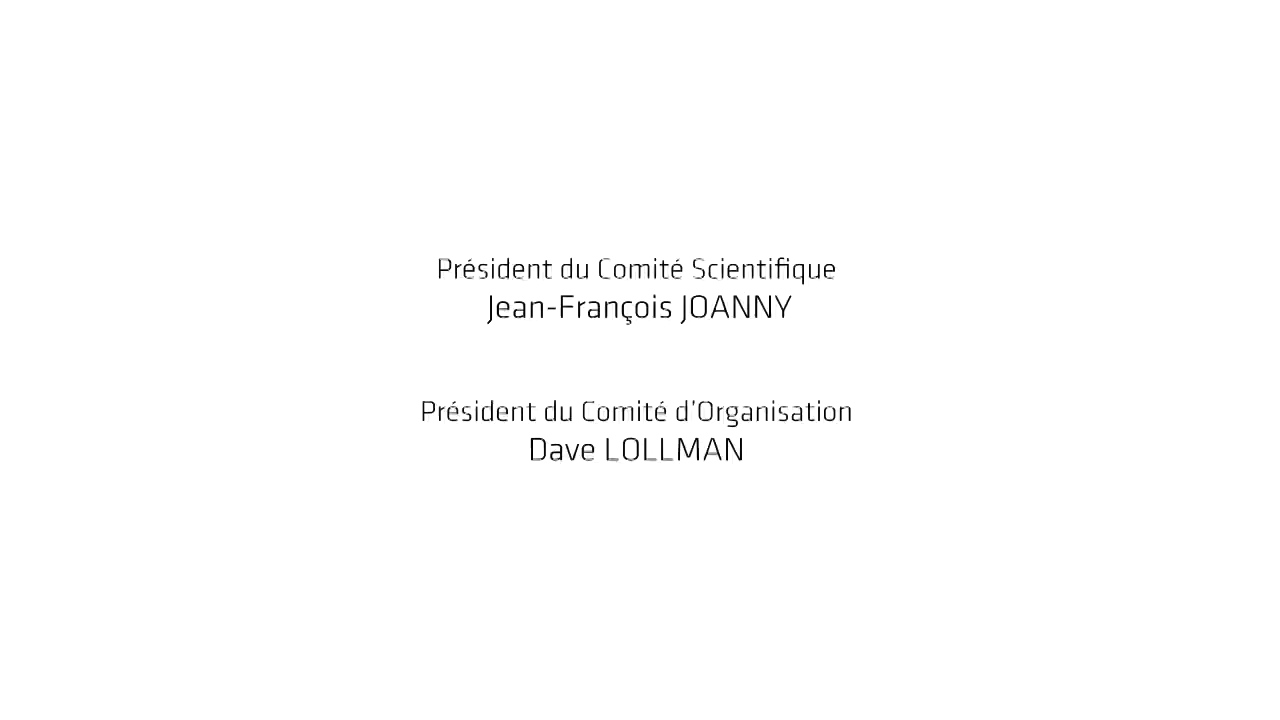 Président du Comité Scientifique
Jean-François JOANNY
Président du Comité d'Organisation
Dave LOLLMAN